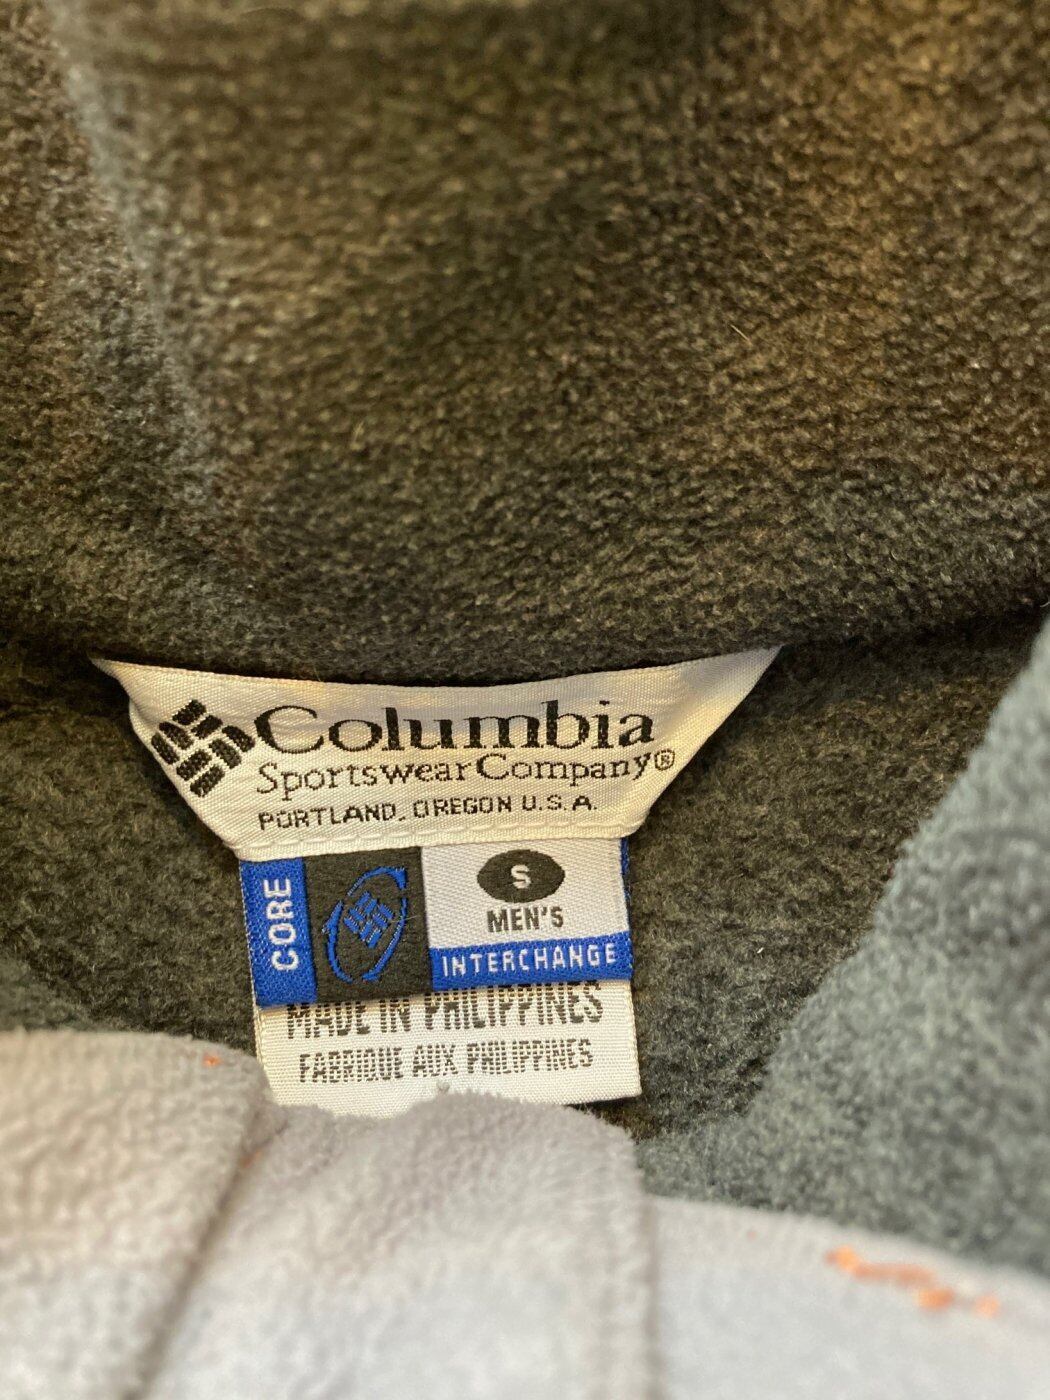 Columbia
Sportswear Company®
PORTLAND, OREGON U.S.A.
CORE
S
MEN'S
INTERCHANGE
MADE IN PHILIPPINES
FABRIQUE AUX PHILIPPINES